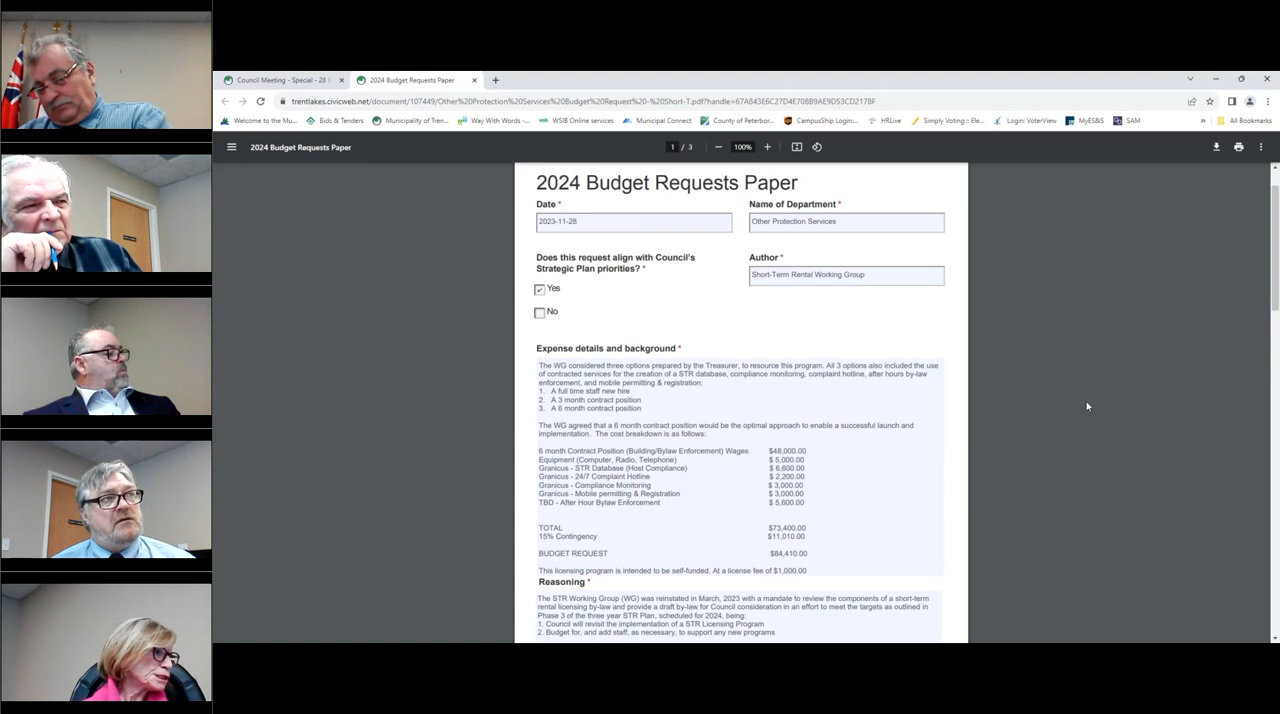 Council Meeting - Special - 28 
2024 Budget Requests Paper
trentlakes.civicweb.net/document/107449/Other%20Protection%20Services%20Budget%20Request%20-%20Short-T.pdf?handle=67A843E6C27D4E708B9AE9D53CD2178F
Welcome to the Mu...
Bids & Tenders
Municipality of Tren...
Way With Words -...
WSIB Online services
Municipal Connect
County of Peterbor...
CampusShip Login...
HRLive
Simply Voting :: Ele...
Login: VoterView
MyES&S
SAM
»
All Bookmarks
2024 Budget Requests Paper
1 / 3
100%
2024 Budget Requests Paper
Date * Name of Department *
2023-11-28 Other Protection Services
Does this request align with Council's Author *
Strategic Plan priorities? * Short-Term Rental Working Group
Yes
No
Expense details and background *
The WG considered three options prepared by the Treasurer, to resource this program. All 3 options also included the use
of contracted services for the creation of a STR database, compliance monitoring, complaint hotline, after hours by-law
enforcement, and mobile permitting & registration:
1. A full time staff new hire
2. A 3 month contract position
3. A 6 month contract position
The WG agreed that a 6 month contract position would be the optimal approach to enable a successful launch and
implementation. The cost breakdown is as follows:
6 month Contract Position (Building/Bylaw Enforcement) Wages $48,000.00
Equipment (Computer, Radio, Telephone) $ 5,000.00
Granicus - STR Database (Host Compliance) $ 6,600.00
Granicus - 24/7 Complaint Hotline $ 2,200.00
Granicus - Compliance Monitoring $ 3,000.00
Granicus - Mobile permitting & Registration $ 3,000.00
TBD - After Hour Bylaw Enforcement $ 5,600.00
TOTAL $73,400.00
15% Contingency $11,010.00
BUDGET REQUEST $84,410.00
This licensing program is intended to be self-funded. At a license fee of $1,000.00
Reasoning *
The STR Working Group (WG) was reinstated in March, 2023 with a mandate to review the components of a short-term
rental licensing by-law and provide a draft by-law for Council consideration in an effort to meet the targets as outlined in
Phase 3 of the three year STR Plan, scheduled for 2024, being:
1. Council will revisit the implementation of a STR Licensing Program
2. Budget for, and add staff, as necessary, to support any new programs